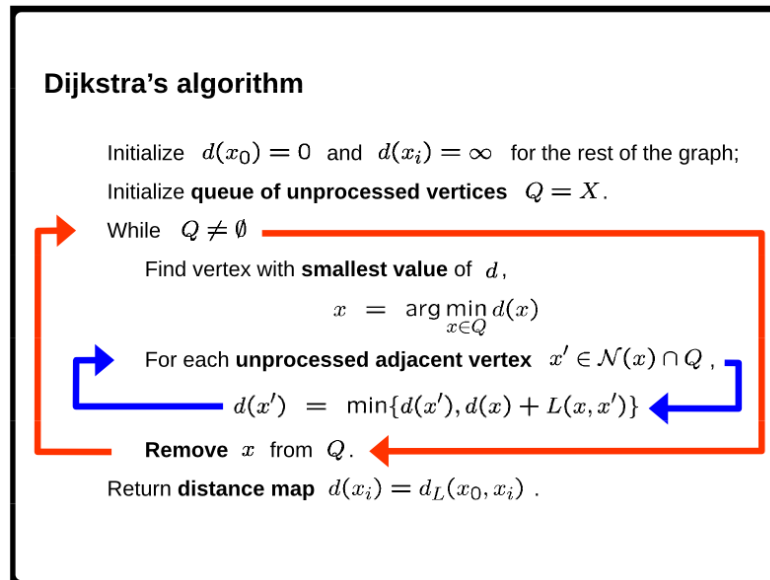 Dijkstra's algorithm
Initialize d(x₀) = 0 and d(xᵢ) = ∞ for the rest of the graph;
Initialize queue of unprocessed vertices Q = X.
While Q ≠ ∅
Find vertex with smallest value of d,
x = arg min_{x∈Q} d(x)
For each unprocessed adjacent vertex x′ ∈ 𝒩(x) ∩ Q ,
d(x′) = min{d(x′), d(x) + L(x, x′)}
Remove x from Q.
Return distance map d(xᵢ) = d_L(x₀, xᵢ) .